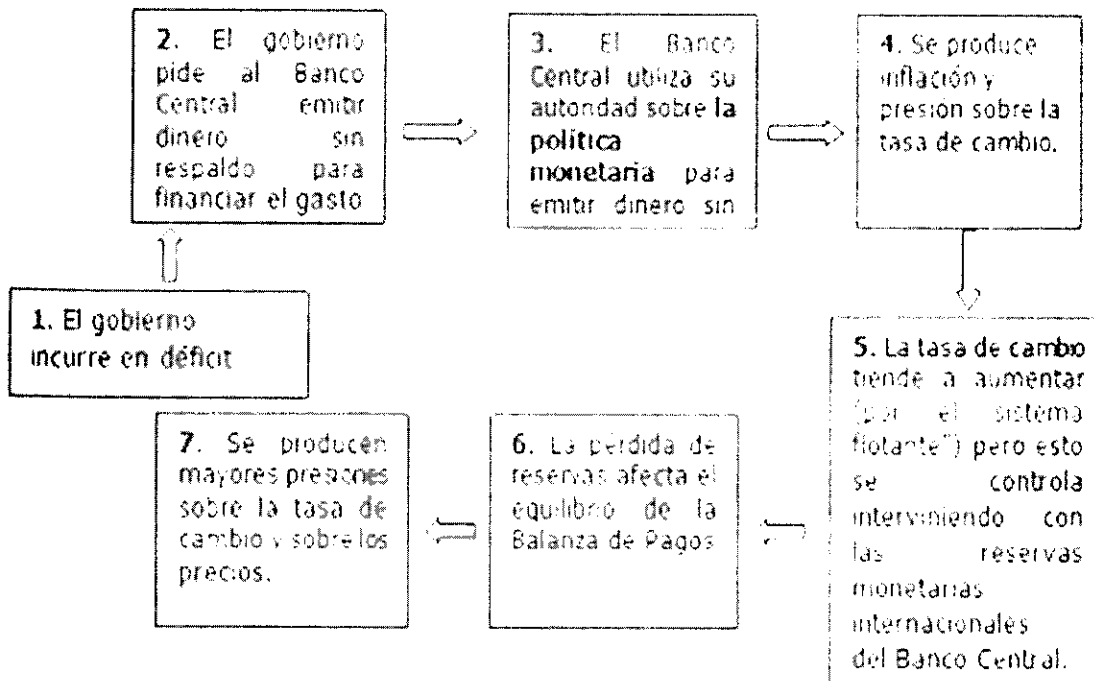 1. El gobierno
incurre en déficit
2. El gobierno
pide al Banco
Central emitir
dinero sin
respaldo para
financiar el gasto
3. El Banco
Central utiliza su
autoridad sobre la
política
monetaria para
emitir dinero sin
4. Se produce
inflación y
presión sobre la
tasa de cambio.
5. La tasa de cambio
tiende a aumentar
(por el sistema
flotante") pero esto
se controla
interviniendo con
las reservas
monetarias
internacionales
del Banco Central.
6. La pérdida de
reservas afecta el
equilibrio de la
Balanza de Pagos
7. Se producen
mayores presiones
sobre la tasa de
cambio y sobre los
precios.